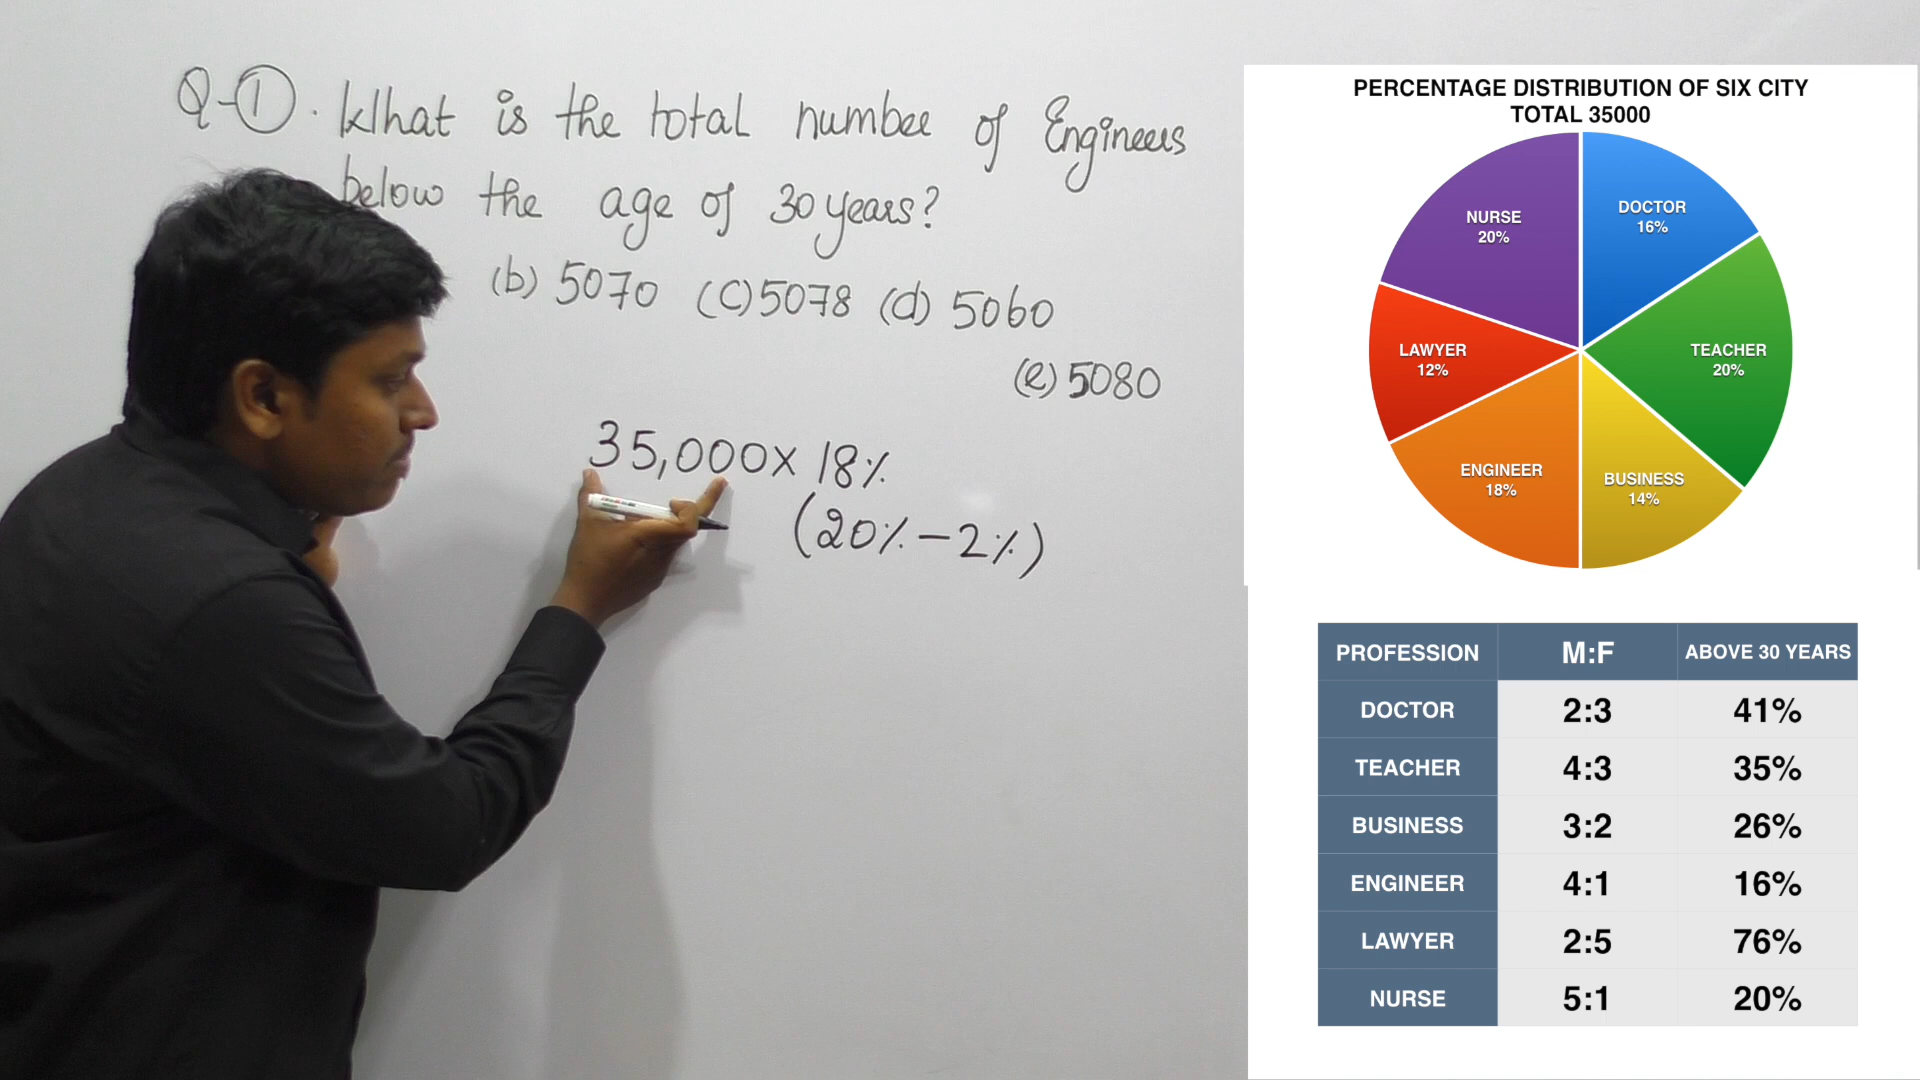 Q-1. What is the total number of Engineers
below the age of 30 years?
(b) 5070 (c) 5078 (d) 5060
(e) 5080
35,000 x 18%
(20% - 2%)
PERCENTAGE DISTRIBUTION OF SIX CITY
TOTAL 35000
NURSE
20%
DOCTOR
16%
LAWYER
12%
TEACHER
20%
ENGINEER
18%
BUSINESS
14%
PROFESSION M:F ABOVE 30 YEARS
DOCTOR 2:3 41%
TEACHER 4:3 35%
BUSINESS 3:2 26%
ENGINEER 4:1 16%
LAWYER 2:5 76%
NURSE 5:1 20%